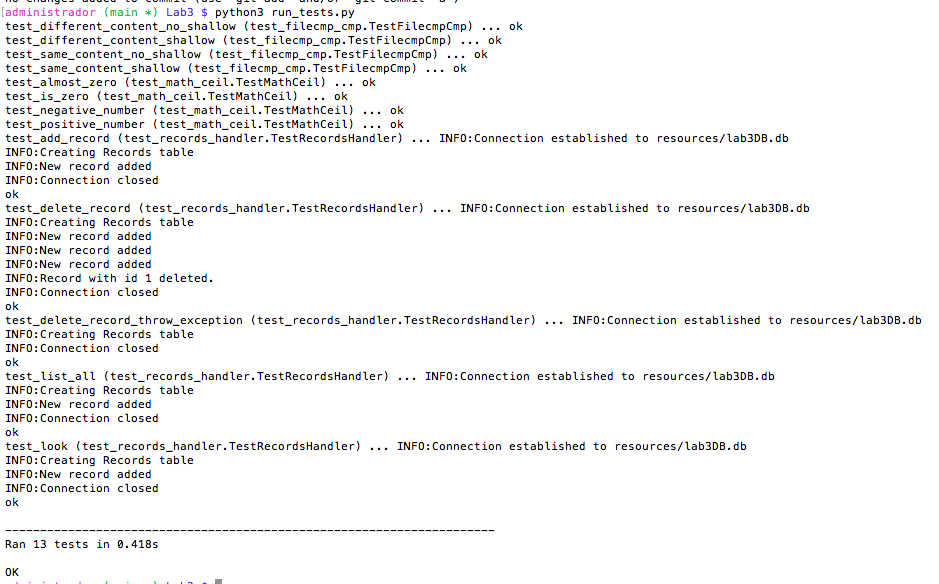 [administrador (main *) Lab3 $ python3 run_tests.py
test_different_content_no_shallow (test_filecmp_cmp.TestFilecmpCmp) ... ok
test_different_content_shallow (test_filecmp_cmp.TestFilecmpCmp) ... ok
test_same_content_no_shallow (test_filecmp_cmp.TestFilecmpCmp) ... ok
test_same_content_shallow (test_filecmp_cmp.TestFilecmpCmp) ... ok
test_almost_zero (test_math_ceil.TestMathCeil) ... ok
test_is_zero (test_math_ceil.TestMathCeil) ... ok
test_negative_number (test_math_ceil.TestMathCeil) ... ok
test_positive_number (test_math_ceil.TestMathCeil) ... ok
test_add_record (test_records_handler.TestRecordsHandler) ... INFO:Connection established to resources/lab3DB.db
INFO:Creating Records table
INFO:New record added
INFO:Connection closed
ok
test_delete_record (test_records_handler.TestRecordsHandler) ... INFO:Connection established to resources/lab3DB.db
INFO:Creating Records table
INFO:New record added
INFO:New record added
INFO:New record added
INFO:Record with id 1 deleted.
INFO:Connection closed
ok
test_delete_record_throw_exception (test_records_handler.TestRecordsHandler) ... INFO:Connection established to resources/lab3DB.db
INFO:Creating Records table
INFO:Connection closed
ok
test_list_all (test_records_handler.TestRecordsHandler) ... INFO:Connection established to resources/lab3DB.db
INFO:Creating Records table
INFO:New record added
INFO:Connection closed
ok
test_look (test_records_handler.TestRecordsHandler) ... INFO:Connection established to resources/lab3DB.db
INFO:Creating Records table
INFO:New record added
INFO:Connection closed
ok
----------------------------------------------------------------------
Ran 13 tests in 0.418s
OK